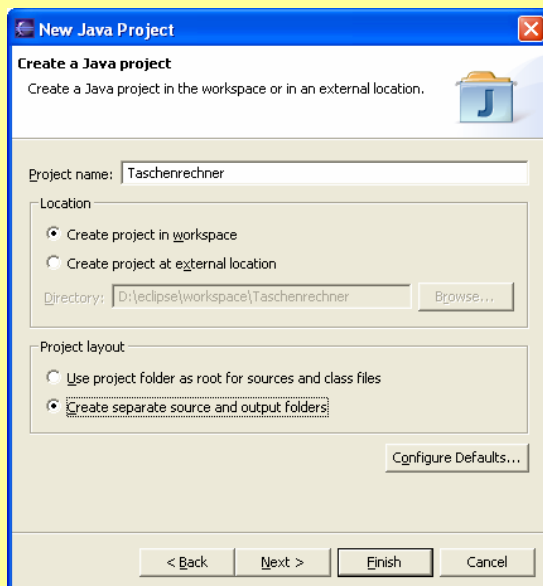 New Java Project
Create a Java project
Create a Java project in the workspace or in an external location.
J
Project name: Taschenrechner
Location
Create project in workspace
Create project at external location
Directory: D:\eclipse\workspace\Taschenrechner Browse...
Project layout
Use project folder as root for sources and class files
Create separate source and output folders
Configure Defaults...
< Back Next > Finish Cancel